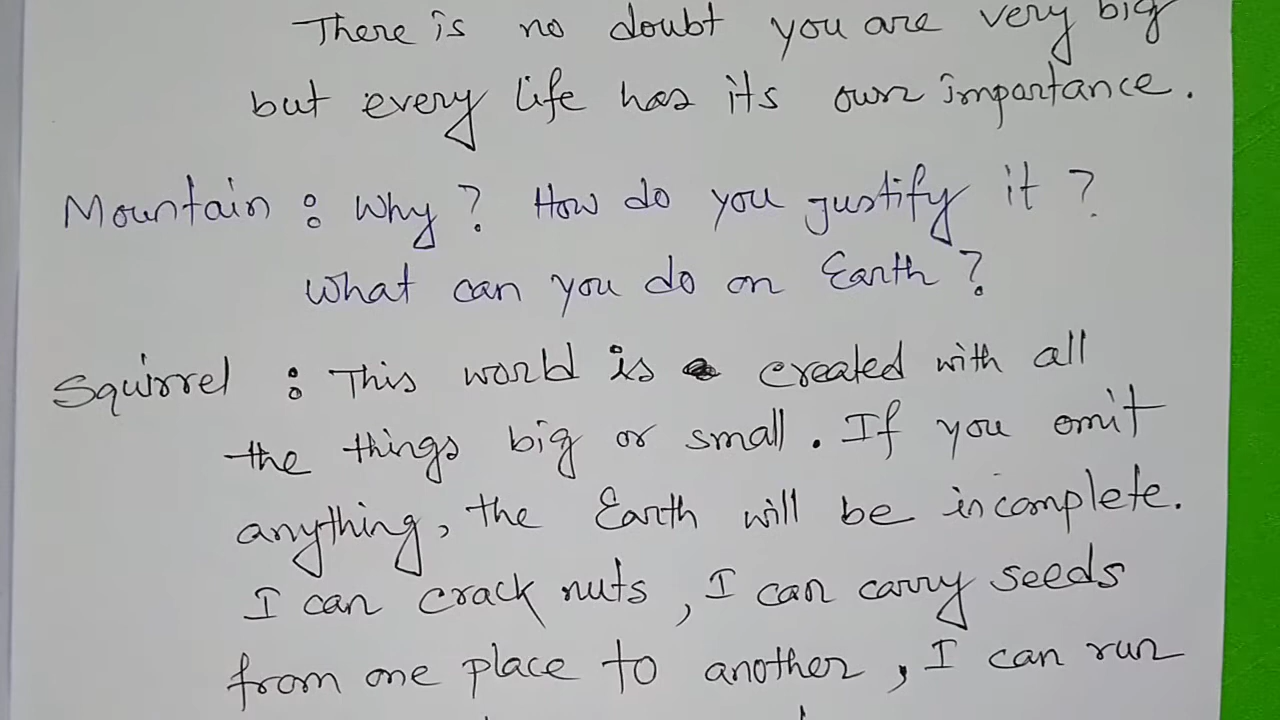 There is no doubt you are very big
but every life has its own importance.
Mountain : Why? How do you justify it?
What can you do on Earth?
Squirrel : This world is created with all
the things big or small. If you omit
anything, the Earth will be incomplete.
I can crack nuts, I can carry seeds
from one place to another, I can run